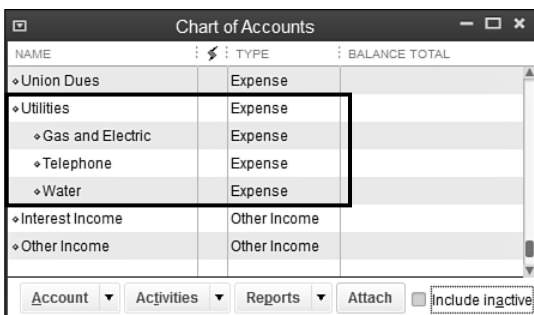 Chart of Accounts
NAME TYPE BALANCE TOTAL
Union Dues Expense
Utilities Expense
Gas and Electric Expense
Telephone Expense
Water Expense
Interest Income Other Income
Other Income Other Income
Account Activities Reports Attach Include inactive